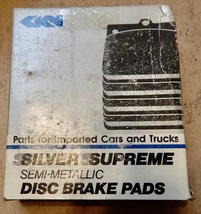 Parts for Imported Cars and Trucks
SILVER SUPREME
SEMI-METALLIC
DISC BRAKE PADS